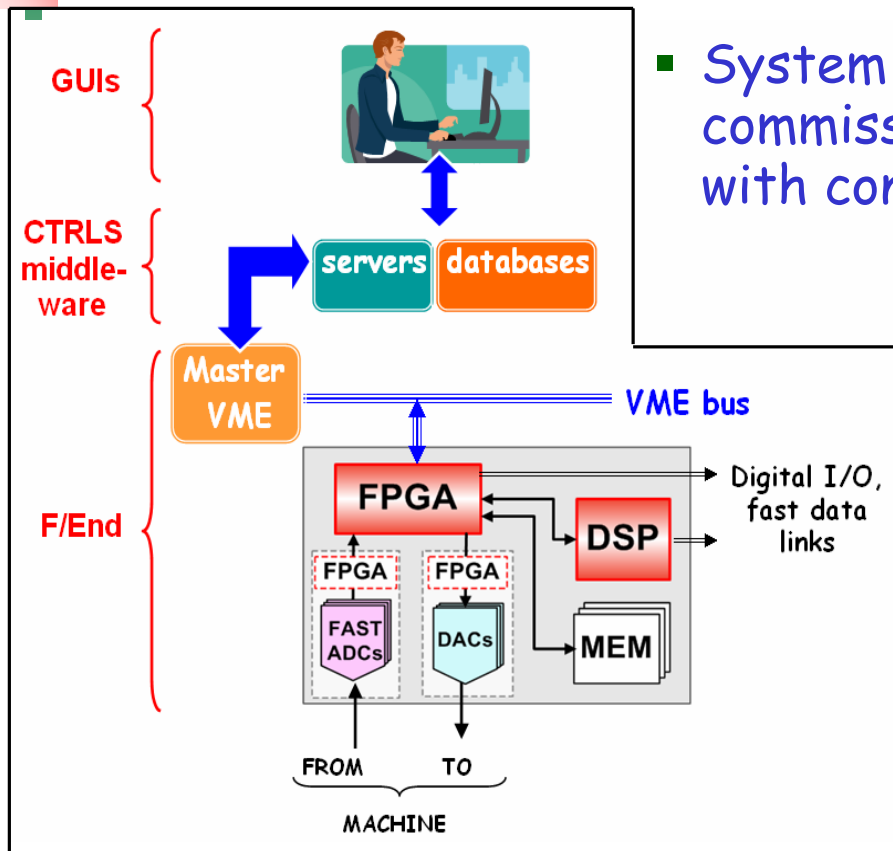 GUIs
System
commiss
with cor
CTRLS
middle-
ware
servers databases
Master
VME
VME bus
F/End
FPGA
DSP
Digital I/O,
fast data
links
FPGA FPGA
FAST
ADCs
DACs
MEM
FROM TO
MACHINE